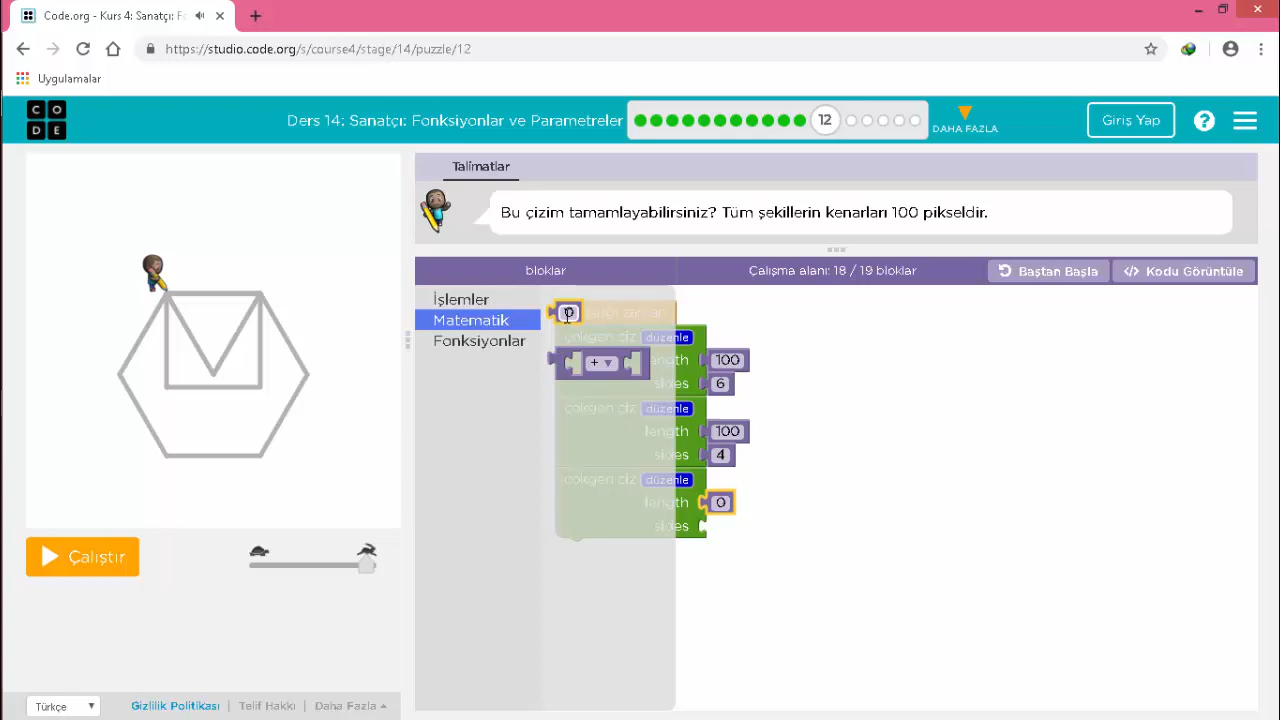 Code.org - Kurs 4: Sanatçı: Fo
https://studio.code.org/s/course4/stage/14/puzzle/12
Uygulamalar
C O
D E
Ders 14: Sanatçı: Fonksiyonlar ve Parametreler
12
DAHA FAZLA
Giriş Yap
?
Talimatlar
Bu çizim tamamlayabilirsiniz? Tüm şekillerin kenarları 100 pikseldir.
bloklar
Çalışma alanı: 18 / 19 bloklar
Baştan Başla
</> Kodu Görüntüle
İşlemler
Matematik
Fonksiyonlar
0
+
çokgen çiz düzenle
length 100
sides 6
çokgen çiz düzenle
length 100
sides 4
çokgen çiz düzenle
length 0
sides
Çalıştır
Türkçe
Gizlilik Politikası | Telif Hakkı | Daha Fazla